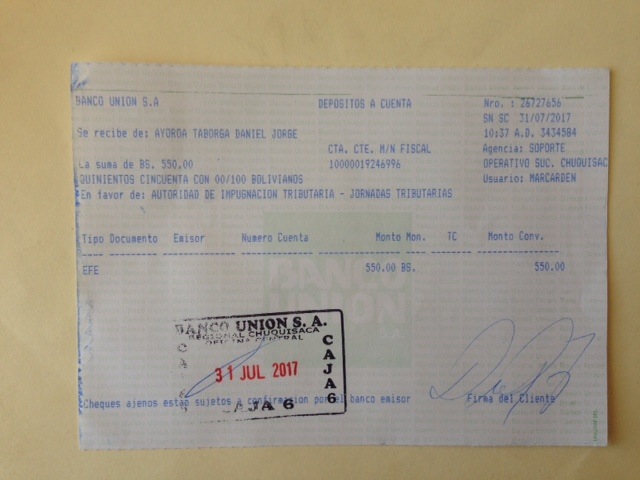 BANCO UNION S.A DEPOSITOS A CUENTA Nro. : 26727656
SN SC 31/07/2017
Se recibe de: AYOROA TABORGA DANIEL JORGE 10:37 A.D. 3434584
CTA. CTE. M/N FISCAL Agencia: SOPORTE
La suma de BS. 550.00 10000019246996 OPERATIVO SUC. CHUQUISAC
QUINIENTOS CINCUENTA CON 00/100 BOLIVIANOS Usuario: MARCARDEN
En favor de: AUTORIDAD DE IMPUGNACION TRIBUTARIA - JORNADAS TRIBUTARIAS
Tipo Documento Emisor Numero Cuenta Monto Mon. TC Monto Conv.
EFE 550.00 BS. 550.00
BANCO UNION
BANCO UNION S. A.
REGIONAL CHUQUISACA
OFICINA CENTRAL
31 JUL 2017
CAJA 6
CAJA 6
Cheques ajenos estan sujetos a confirmacion por el banco emisor Firma del Cliente